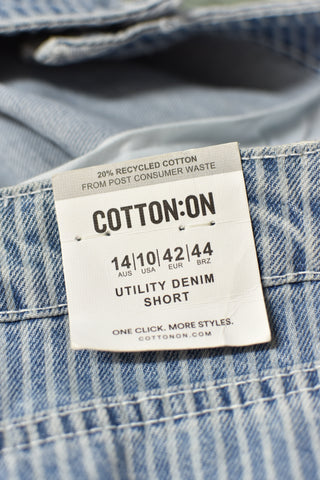 20% RECYCLED COTTON
FROM POST CONSUMER WASTE
COTTON:ON
14|10|42|44
AUS USA EUR BRZ
UTILITY DENIM
SHORT
ONE CLICK. MORE STYLES.
COTTONON.COM